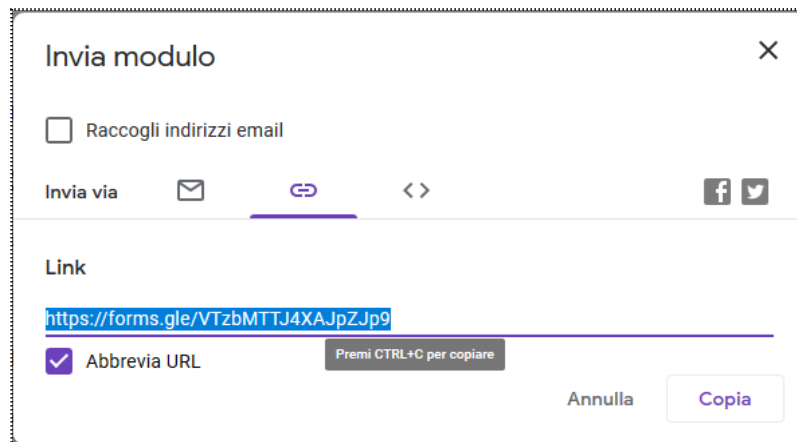 Invia modulo
Raccogli indirizzi email
Invia via
Link
https://forms.gle/VTzbMTTJ4XAJpZJp9
Abbrevia URL
Premi CTRL+C per copiare
Annulla
Copia